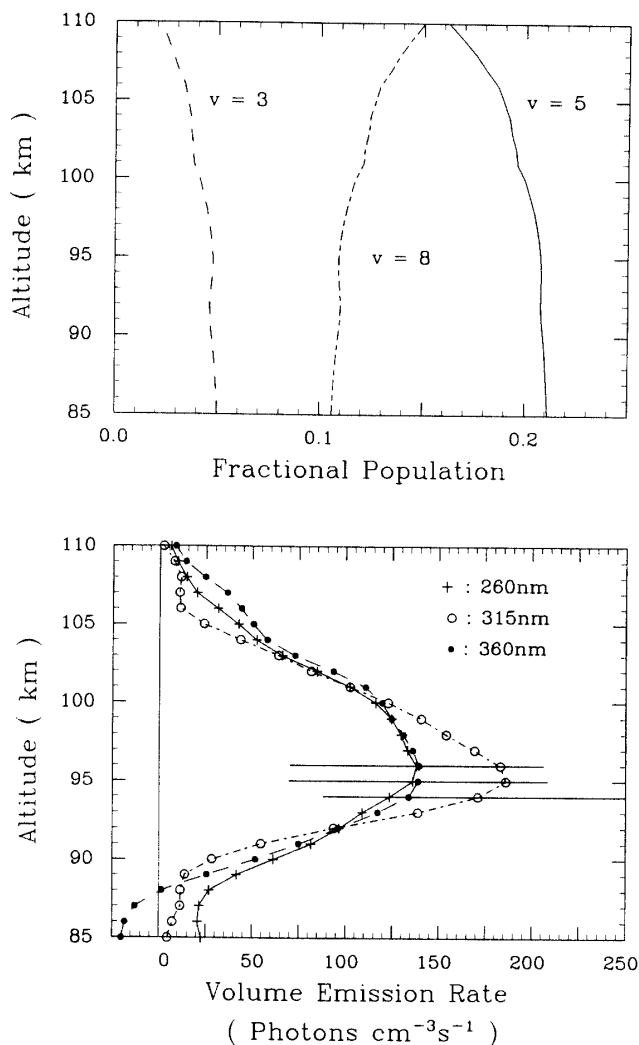 110
105
100
95
90
85
Altitude ( km )
v = 3
v = 5
v = 8
0.0
0.1
0.2
Fractional Population
110
105
100
95
90
85
Altitude ( km )
+ : 260nm
○ : 315nm
● : 360nm
0
50
100
150
200
250
Volume Emission Rate
( Photons cm⁻³s⁻¹ )